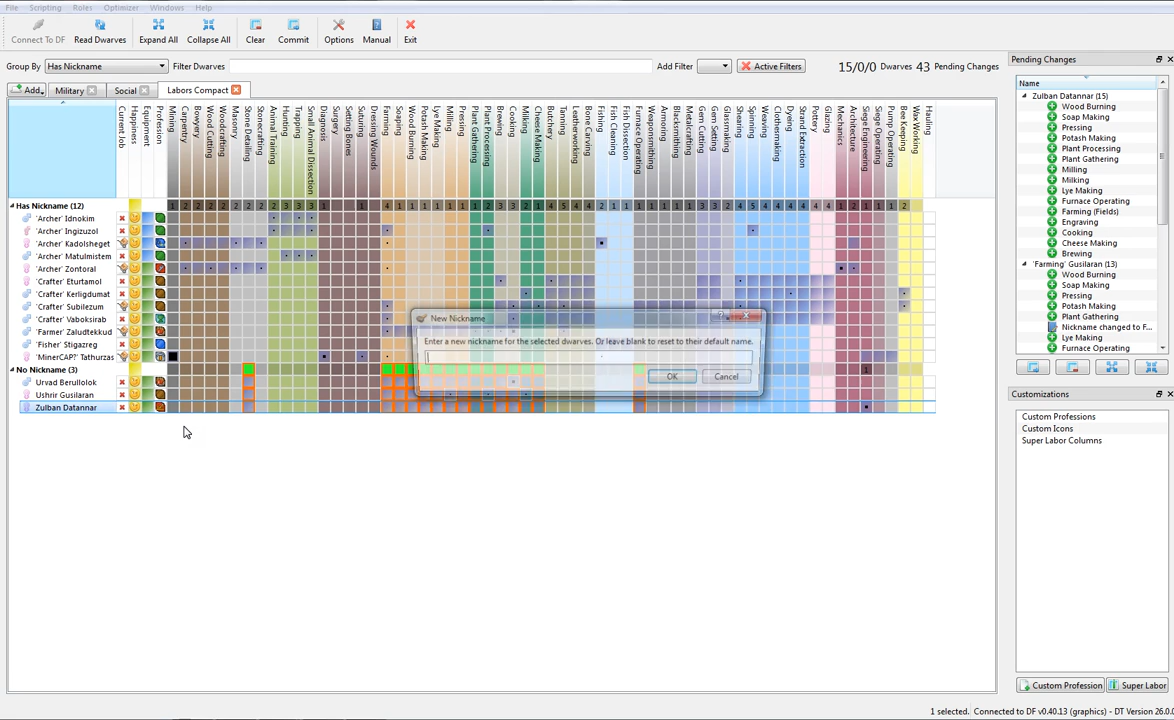 File Scripting Roles Optimizer Windows Help
Connect To DF Read Dwarves Expand All Collapse All Clear Commit Options Manual Exit
Group By Has Nickname Filter Dwarves Add Filter Active Filters 15/0/0 Dwarves 43 Pending Changes
Add... Military Social Labors Compact
Current Job
Happiness
Equipment
Profession
Mining
Carpentry
Bowyery
Wood Cutting
Woodcrafting
Masonry
Stone Detailing
Stonecrafting
Animal Training
Hunting
Trapping
Small Animal Dissection
Diagnosis
Surgery
Setting Bones
Suturing
Dressing Wounds
Farming
Soaping
Wood Burning
Potash Making
Lye Making
Milling
Pressing
Plant Gathering
Plant Processing
Brewing
Cooking
Milking
Cheese Making
Butchery
Tanning
Leatherworking
Bone Carving
Fishing
Fish Cleaning
Fish Dissection
Furnace Operating
Weaponsmithing
Armoring
Blacksmithing
Metalcrafting
Gem Cutting
Gem Setting
Glassmaking
Shearing
Spinning
Weaving
Clothesmaking
Dyeing
Strand Extraction
Pottery
Glazing
Mechanics
Architecture
Siege Engineering
Siege Operating
Pump Operating
Bee Keeping
Wax Working
Hauling
Has Nickname (12)
'Archer' Idnokim
'Archer' Ingizuzol
'Archer' Kadolsheget
'Archer' Matulmistem
'Archer' Zontoral
'Crafter' Eturtamol
'Crafter' Kerligdumat
'Crafter' Subilezum
'Crafter' Vaboksirab
'Farmer' Zaludtekkud
'Fisher' Stigazreg
'MinerCAP?' Tathurzas
No Nickname (3)
Urvad Berullolok
Ushrir Gusilaran
Zulban Datannar
New Nickname
Enter a new nickname for the selected dwarves. Or leave blank to reset to their default name.
OK Cancel
Pending Changes
Name
Zulban Datannar (15)
Wood Burning
Soap Making
Pressing
Potash Making
Plant Processing
Plant Gathering
Milling
Milking
Lye Making
Furnace Operating
Farming (Fields)
Engraving
Cooking
Cheese Making
Brewing
'Farming' Gusilaran (13)
Wood Burning
Soap Making
Pressing
Potash Making
Plant Gathering
Nickname changed to F...
Lye Making
Furnace Operating
Customizations
Name
Custom Professions
Custom Icons
Super Labor Columns
Custom Profession Super Labor
1 selected. Connected to DF v0.40.13 (graphics) - DT Version 26.0.